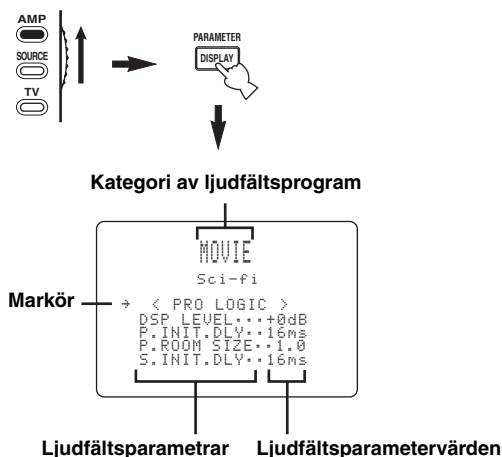 AMP
SOURCE
TV
PARAMETER
DISPLAY
Kategori av ljudfältsprogram
MOVIE
Sci-fi
Markör
→ < PRO LOGIC >
DSP LEVEL···+0dB
P.INIT.DLY··16ms
P.ROOM SIZE··1.0
S.INIT.DLY··16ms
Ljudfältsparametrar Ljudfältsparametervärden